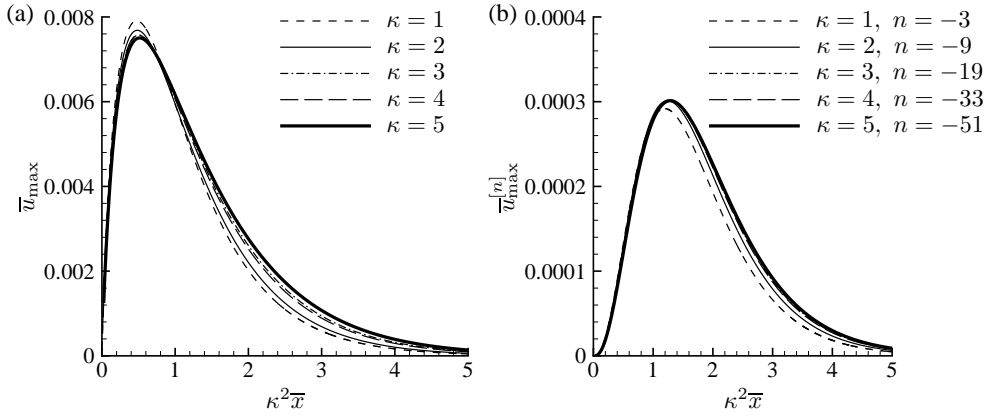 (a)
0.008
0.006
0.004
0.002
0
u̅max
κ = 1
κ = 2
κ = 3
κ = 4
κ = 5
0 1 2 3 4 5
κ²x̅
(b)
0.0004
0.0003
0.0002
0.0001
0
u̅[n]max
κ = 1, n = −3
κ = 2, n = −9
κ = 3, n = −19
κ = 4, n = −33
κ = 5, n = −51
0 1 2 3 4 5
κ²x̅